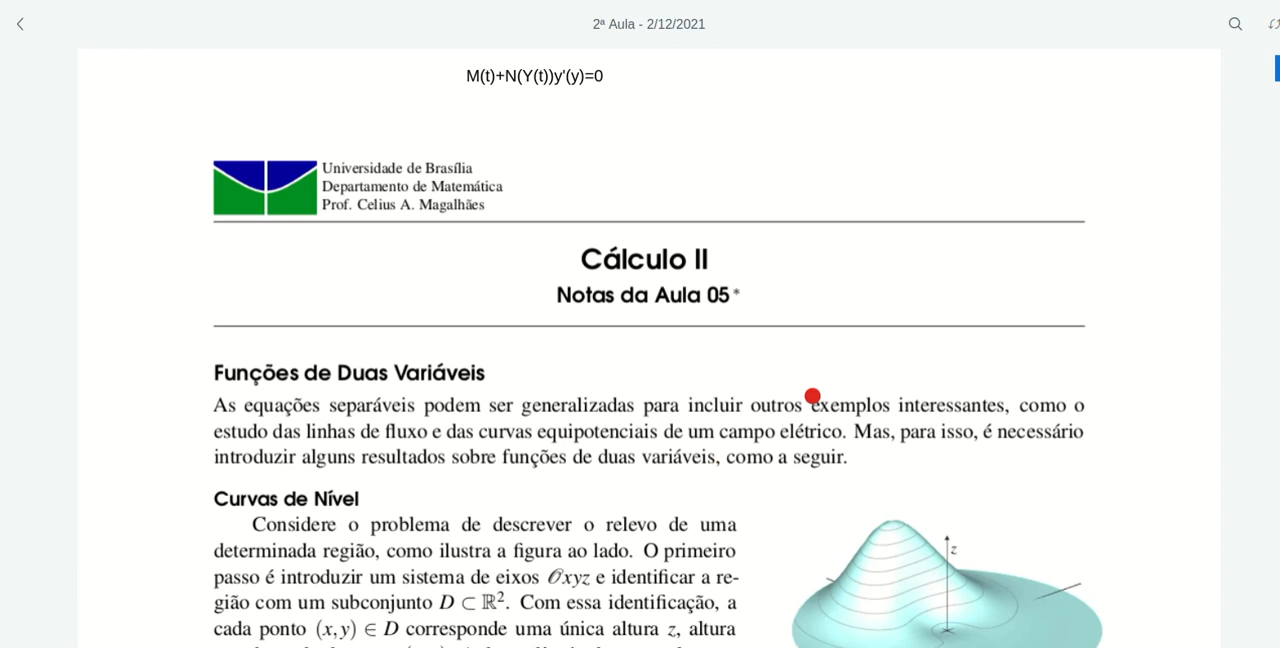 2ª Aula - 2/12/2021
M(t)+N(Y(t))y'(y)=0
Universidade de Brasília
Departamento de Matemática
Prof. Celius A. Magalhães
Cálculo II
Notas da Aula 05*
Funções de Duas Variáveis
As equações separáveis podem ser generalizadas para incluir outros exemplos interessantes, como o
estudo das linhas de fluxo e das curvas equipotenciais de um campo elétrico. Mas, para isso, é necessário
introduzir alguns resultados sobre funções de duas variáveis, como a seguir.
Curvas de Nível
Considere o problema de descrever o relevo de uma
determinada região, como ilustra a figura ao lado. O primeiro
passo é introduzir um sistema de eixos 𝒪xyz e identificar a re-
gião com um subconjunto D ⊂ ℝ². Com essa identificação, a
cada ponto (x,y) ∈ D corresponde uma única altura z, altura
z